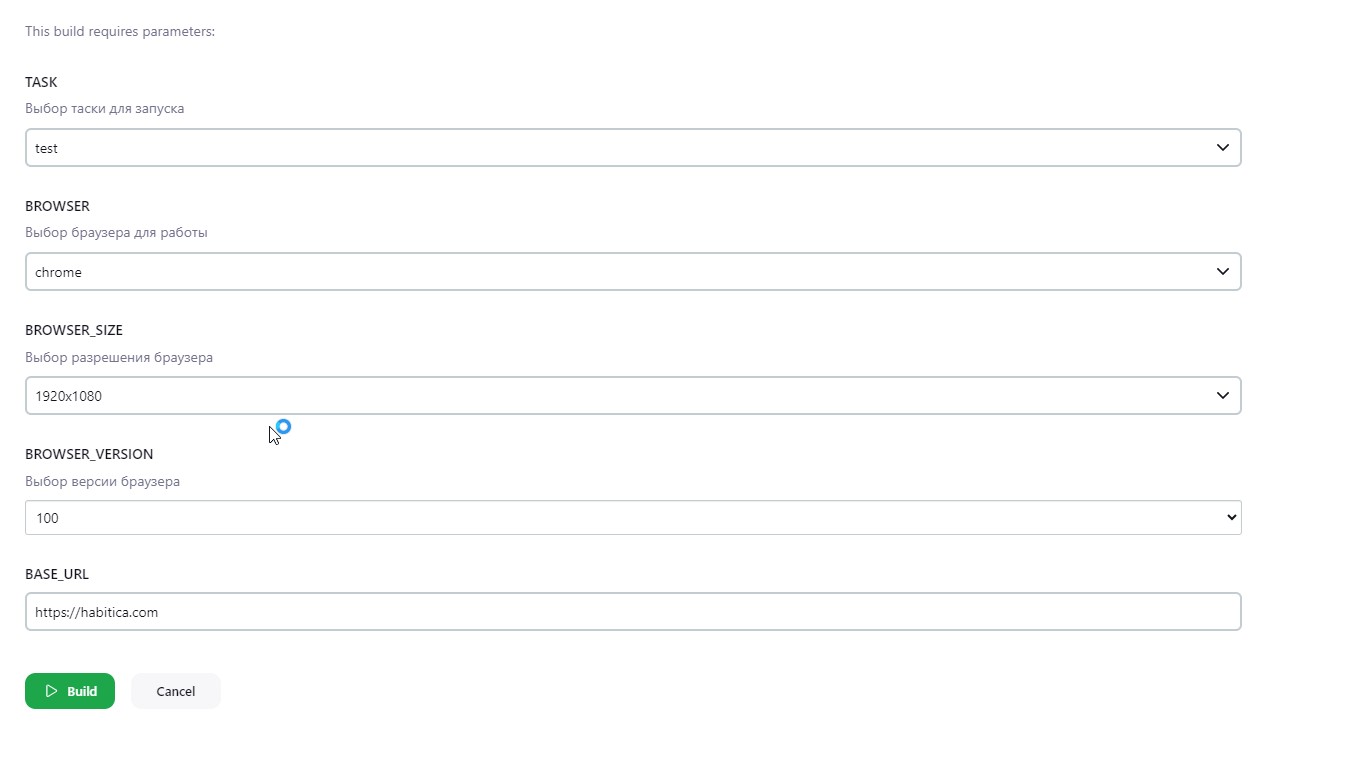 This build requires parameters:
TASK
Выбор таски для запуска
test
BROWSER
Выбор браузера для работы
chrome
BROWSER_SIZE
Выбор разрешения браузера
1920x1080
BROWSER_VERSION
Выбор версии браузера
100
BASE_URL
https://habitica.com
Build
Cancel